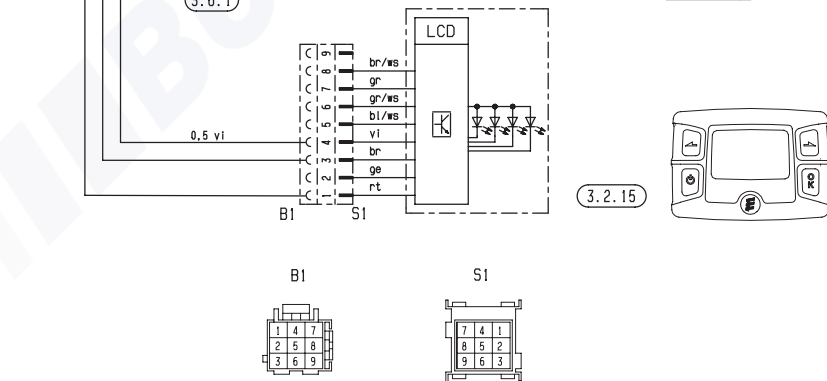 3.6.1
LCD
9
8 br/ws
7 gr
6 gr/ws
5 bl/ws
0,5 vi 4 vi
3 br
2 ge
1 rt
B1 S1
3.2.15
OK
B1 S1
1 4 7
2 5 8
3 6 9
7 4 1
8 5 2
9 6 3